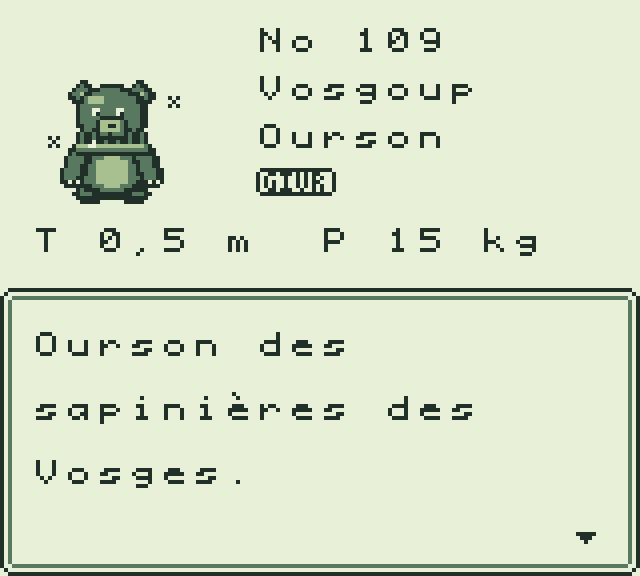 No 109
Vosgoup
Ourson
GIVR
T 0,5 m P 15 kg
Ourson des
sapinières des
Vosges.